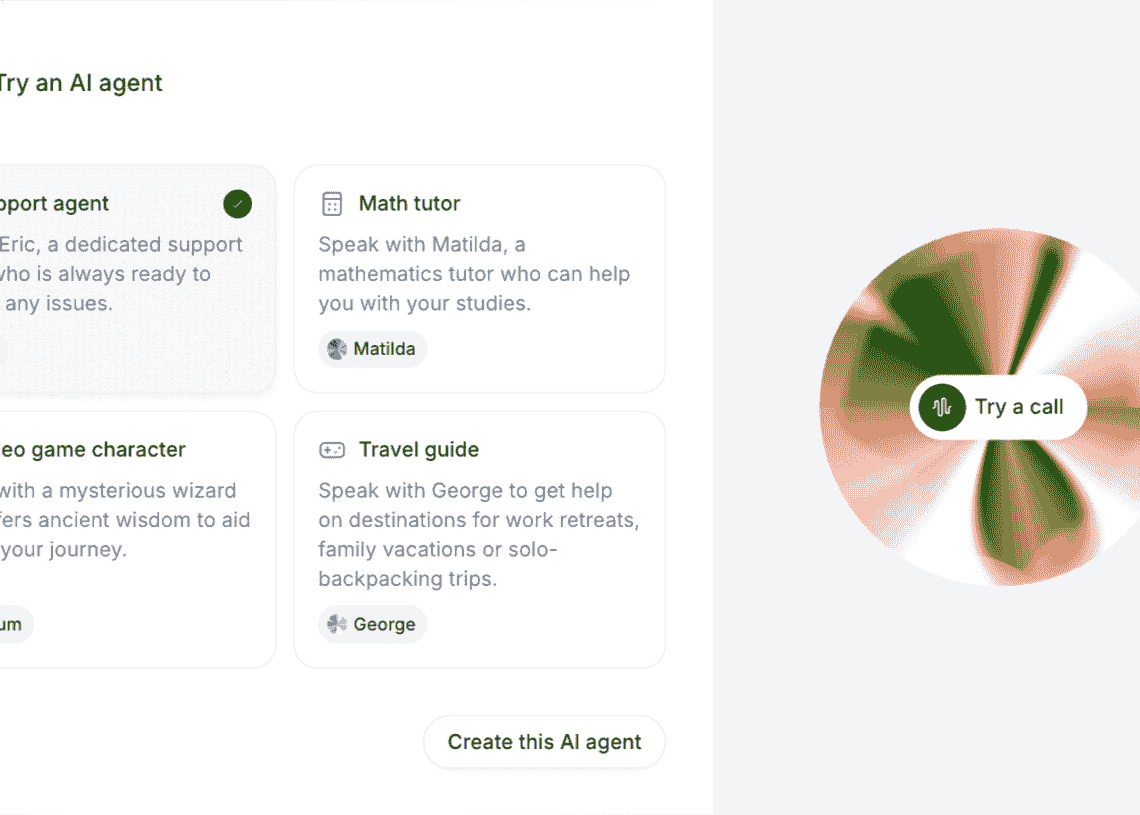 Try an AI agent
pport agent
Eric, a dedicated support
who is always ready to
any issues.
Math tutor
Speak with Matilda, a
mathematics tutor who can help
you with your studies.
Matilda
eo game character
with a mysterious wizard
fers ancient wisdom to aid
your journey.
um
Travel guide
Speak with George to get help
on destinations for work retreats,
family vacations or solo-
backpacking trips.
George
Create this AI agent
Try a call